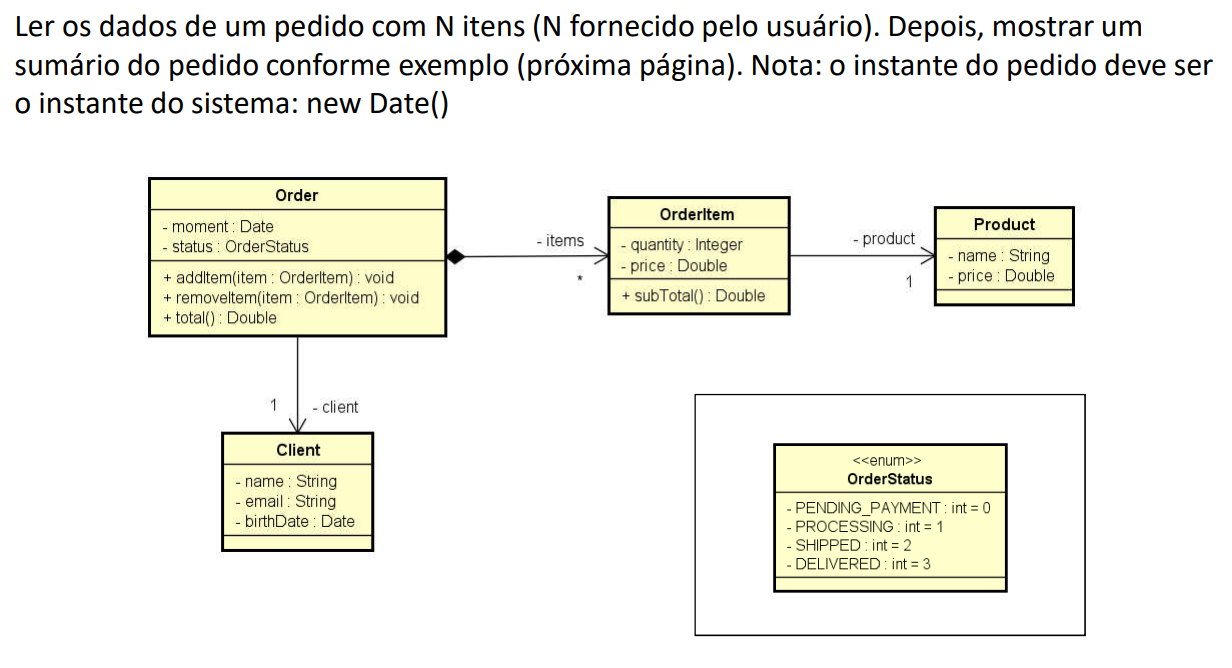 Ler os dados de um pedido com N itens (N fornecido pelo usuário). Depois, mostrar um
sumário do pedido conforme exemplo (próxima página). Nota: o instante do pedido deve ser
o instante do sistema: new Date()
Order
- moment : Date
- status : OrderStatus
+ addItem(item : OrderItem) : void
+ removeItem(item : OrderItem) : void
+ total() : Double
- items
*
OrderItem
- quantity : Integer
- price : Double
+ subTotal() : Double
- product
1
Product
- name : String
- price : Double
1
- client
Client
- name : String
- email : String
- birthDate : Date
<<enum>>
OrderStatus
- PENDING_PAYMENT : int = 0
- PROCESSING : int = 1
- SHIPPED : int = 2
- DELIVERED : int = 3